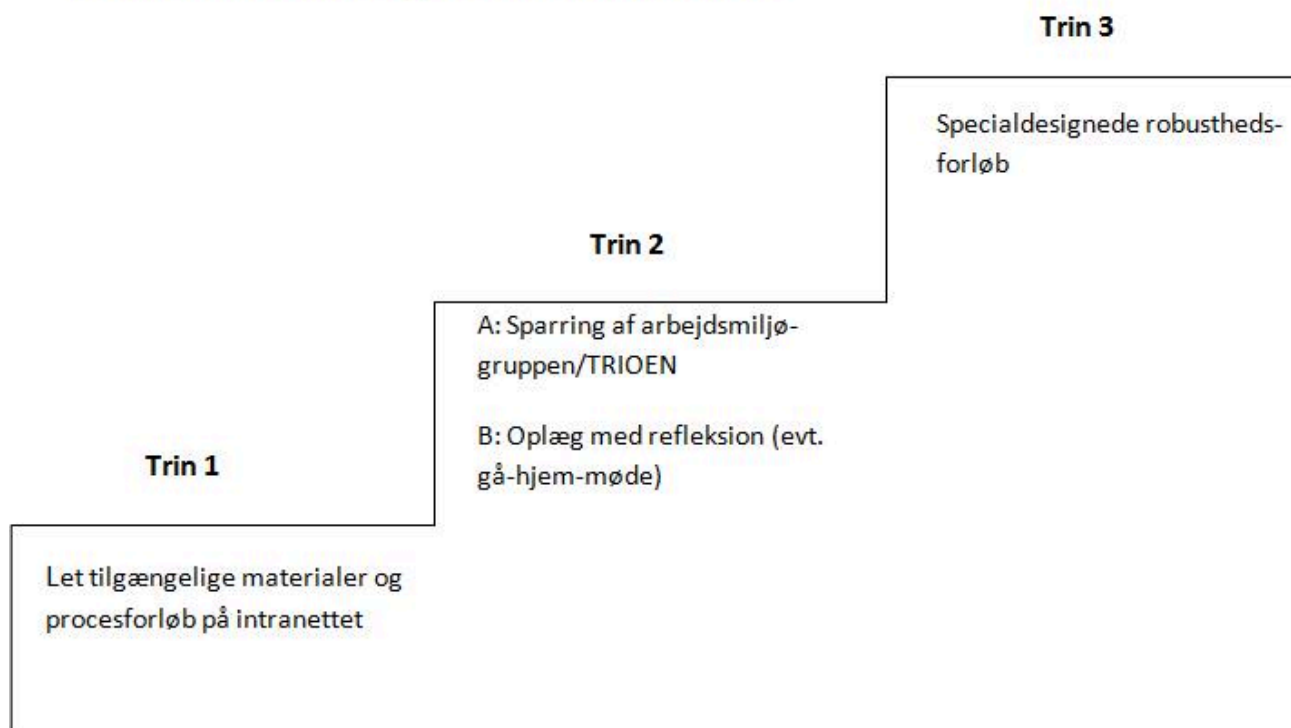 Trin 1
Let tilgængelige materialer og
procesforløb på intranettet
Trin 2
A: Sparring af arbejdsmiljø-
gruppen/TRIOEN
B: Oplæg med refleksion (evt.
gå-hjem-møde)
Trin 3
Specialdesignede robustheds-
forløb